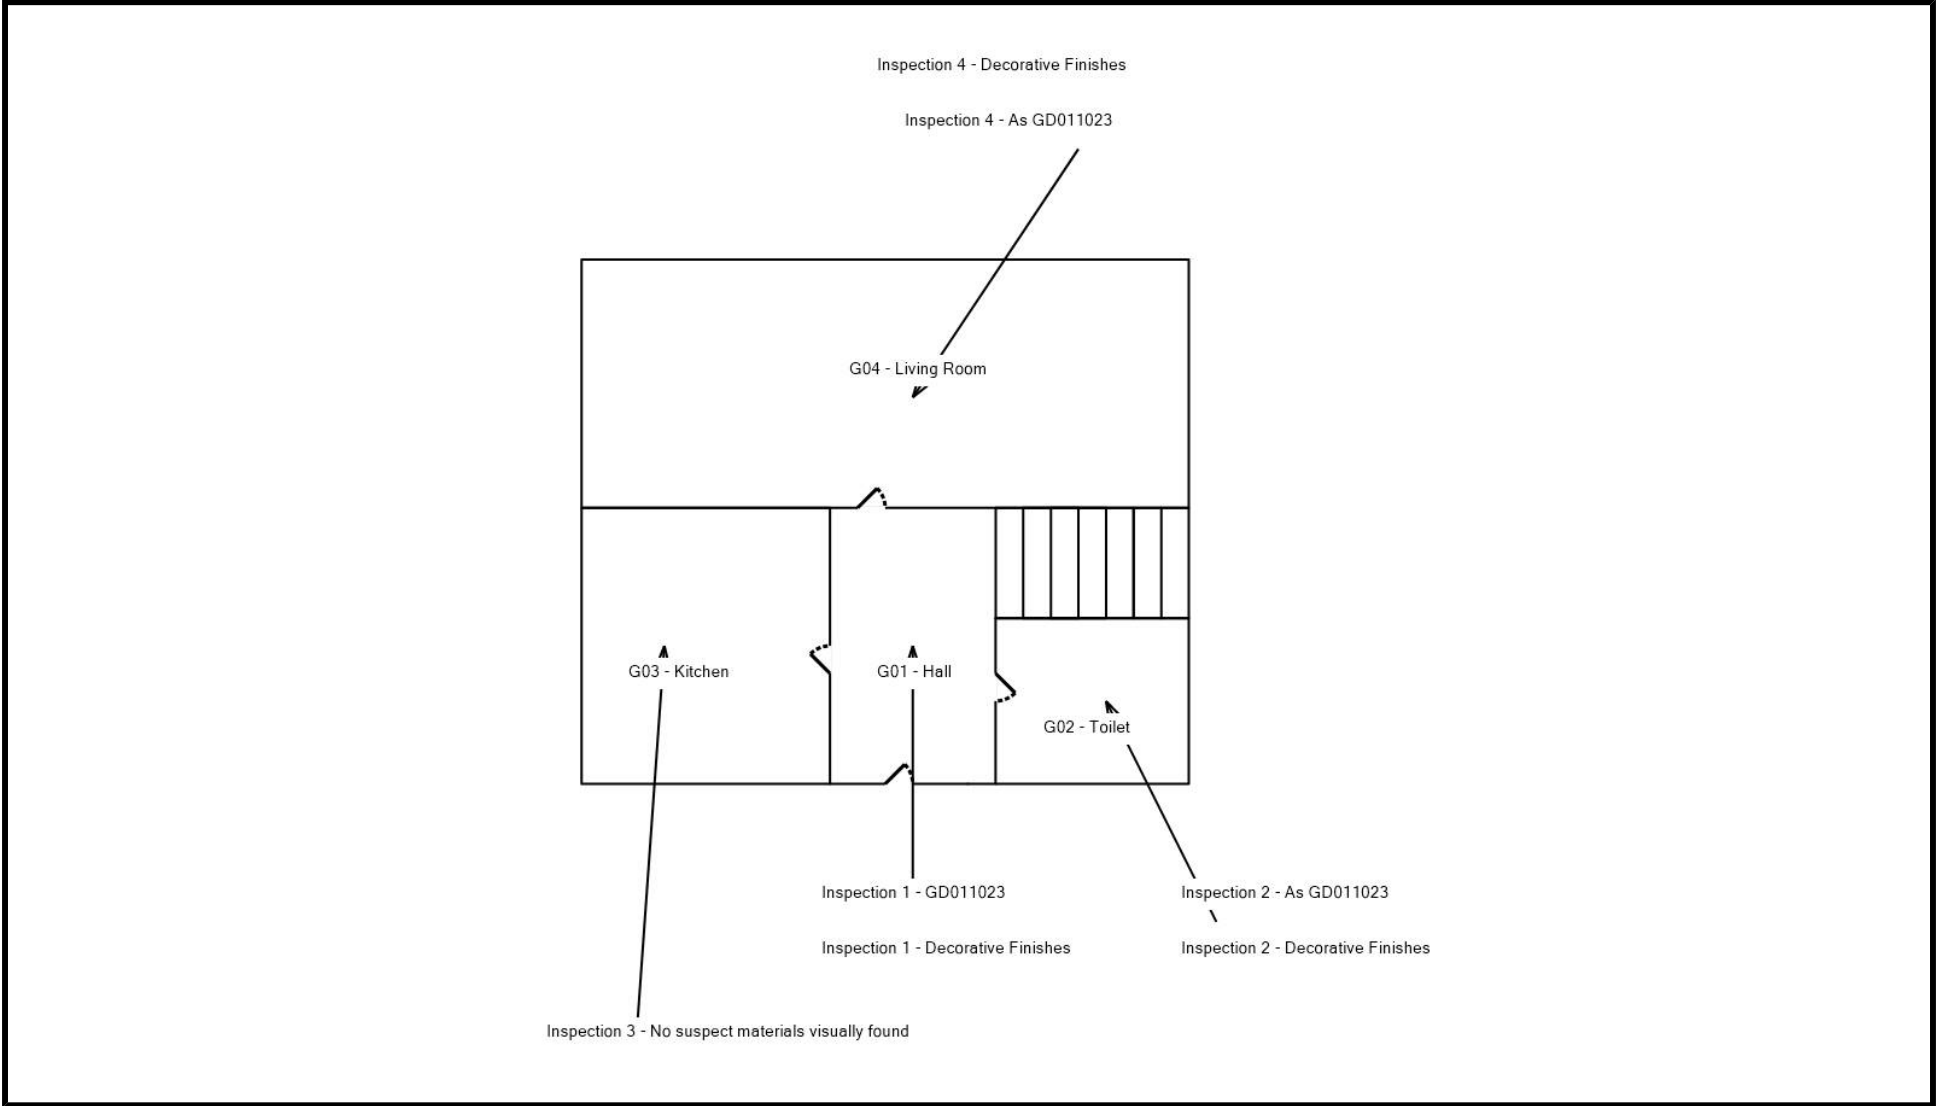 Inspection 4 - Decorative Finishes
Inspection 4 - As GD011023
G04 - Living Room
G03 - Kitchen
G01 - Hall
G02 - Toilet
Inspection 1 - GD011023
Inspection 2 - As GD011023
Inspection 1 - Decorative Finishes
Inspection 2 - Decorative Finishes
Inspection 3 - No suspect materials visually found